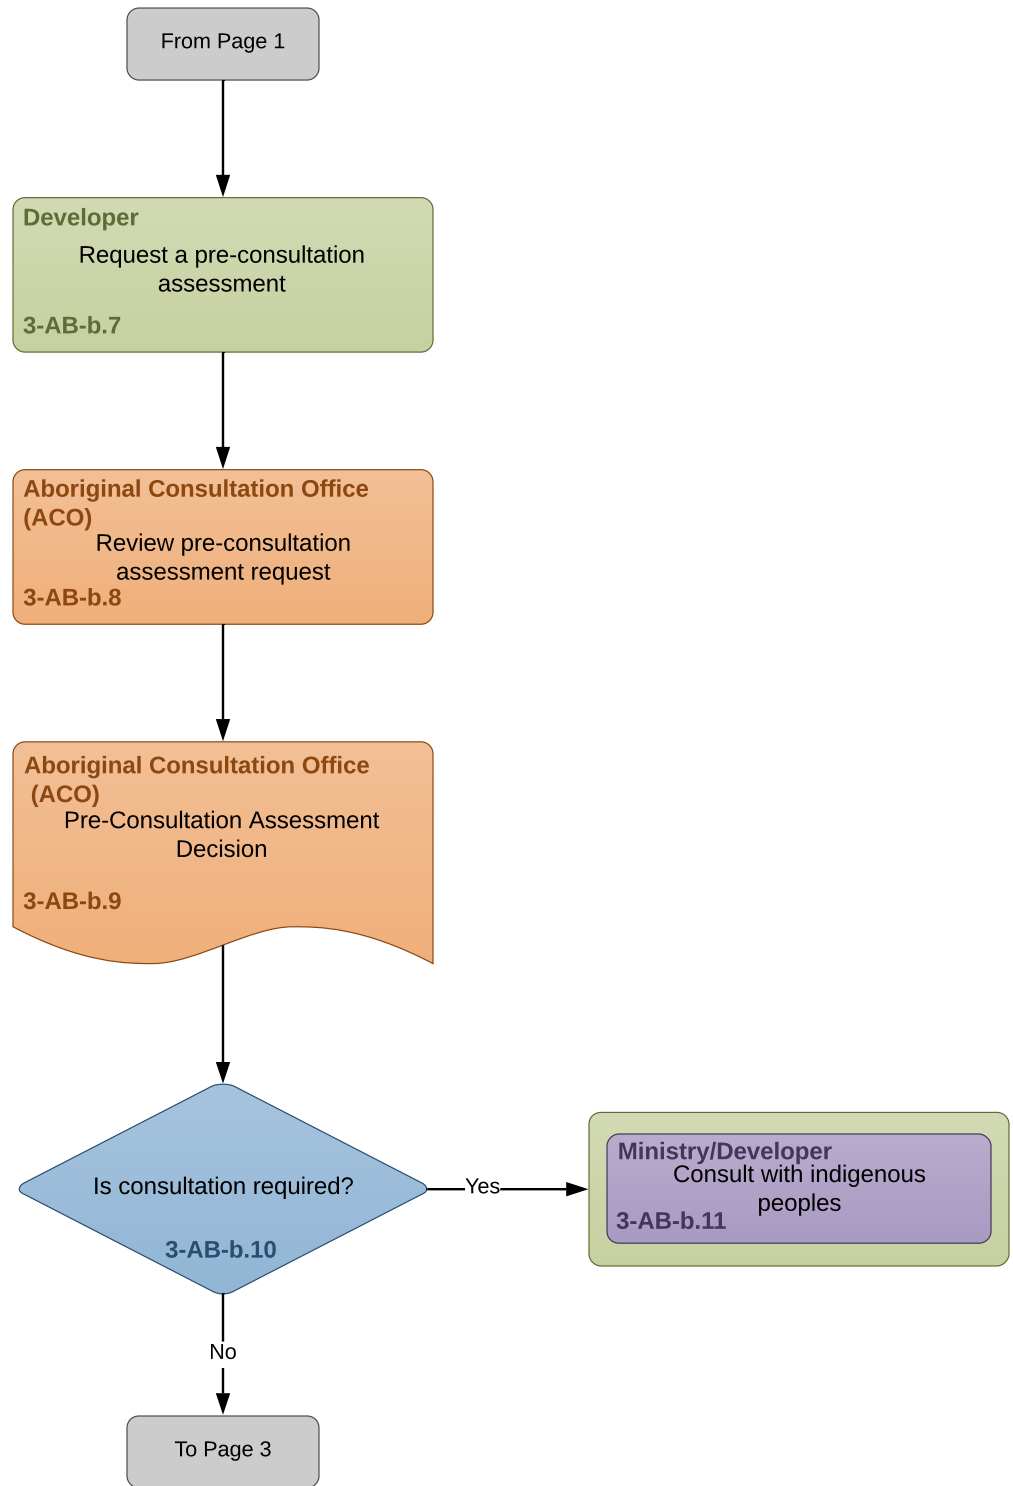 From Page 1
Developer
Request a pre-consultation
assessment
3-AB-b.7
Aboriginal Consultation Office
(ACO)
Review pre-consultation
assessment request
3-AB-b.8
Aboriginal Consultation Office
(ACO)
Pre-Consultation Assessment
Decision
3-AB-b.9
Is consultation required?
3-AB-b.10
Yes
Ministry/Developer
Consult with indigenous
peoples
3-AB-b.11
No
To Page 3